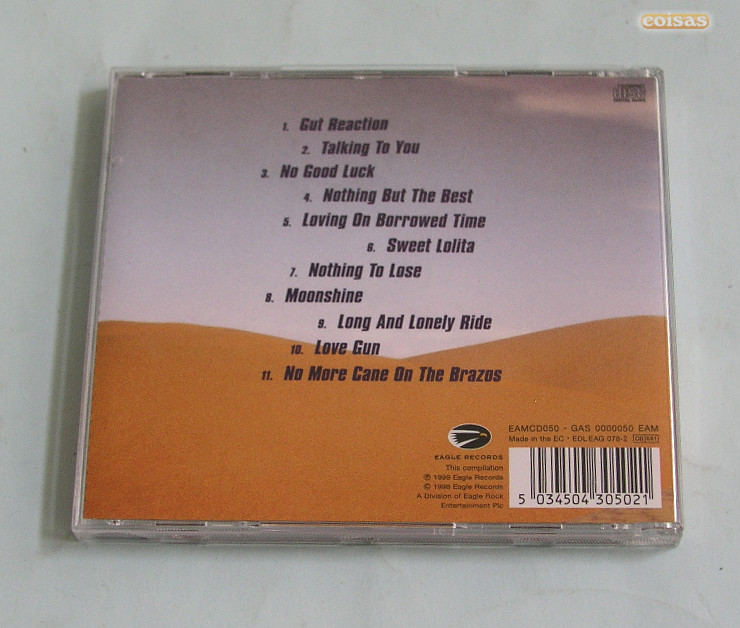 coisas
disc
DIGITAL AUDIO
1. Gut Reaction
2. Talking To You
3. No Good Luck
4. Nothing But The Best
5. Loving On Borrowed Time
6. Sweet Lolita
7. Nothing To Lose
8. Moonshine
9. Long And Lonely Ride
10. Love Gun
11. No More Cane On The Brazos
EAGLE RECORDS
This compilation
℗ 1998 Eagle Records
© 1998 Eagle Records
A Division of Eagle Rock
Entertainment Plc
EAMCD050 - GAS 0000050 EAM
Made in the EC • EDL EAG 078-2
5 034504 305021